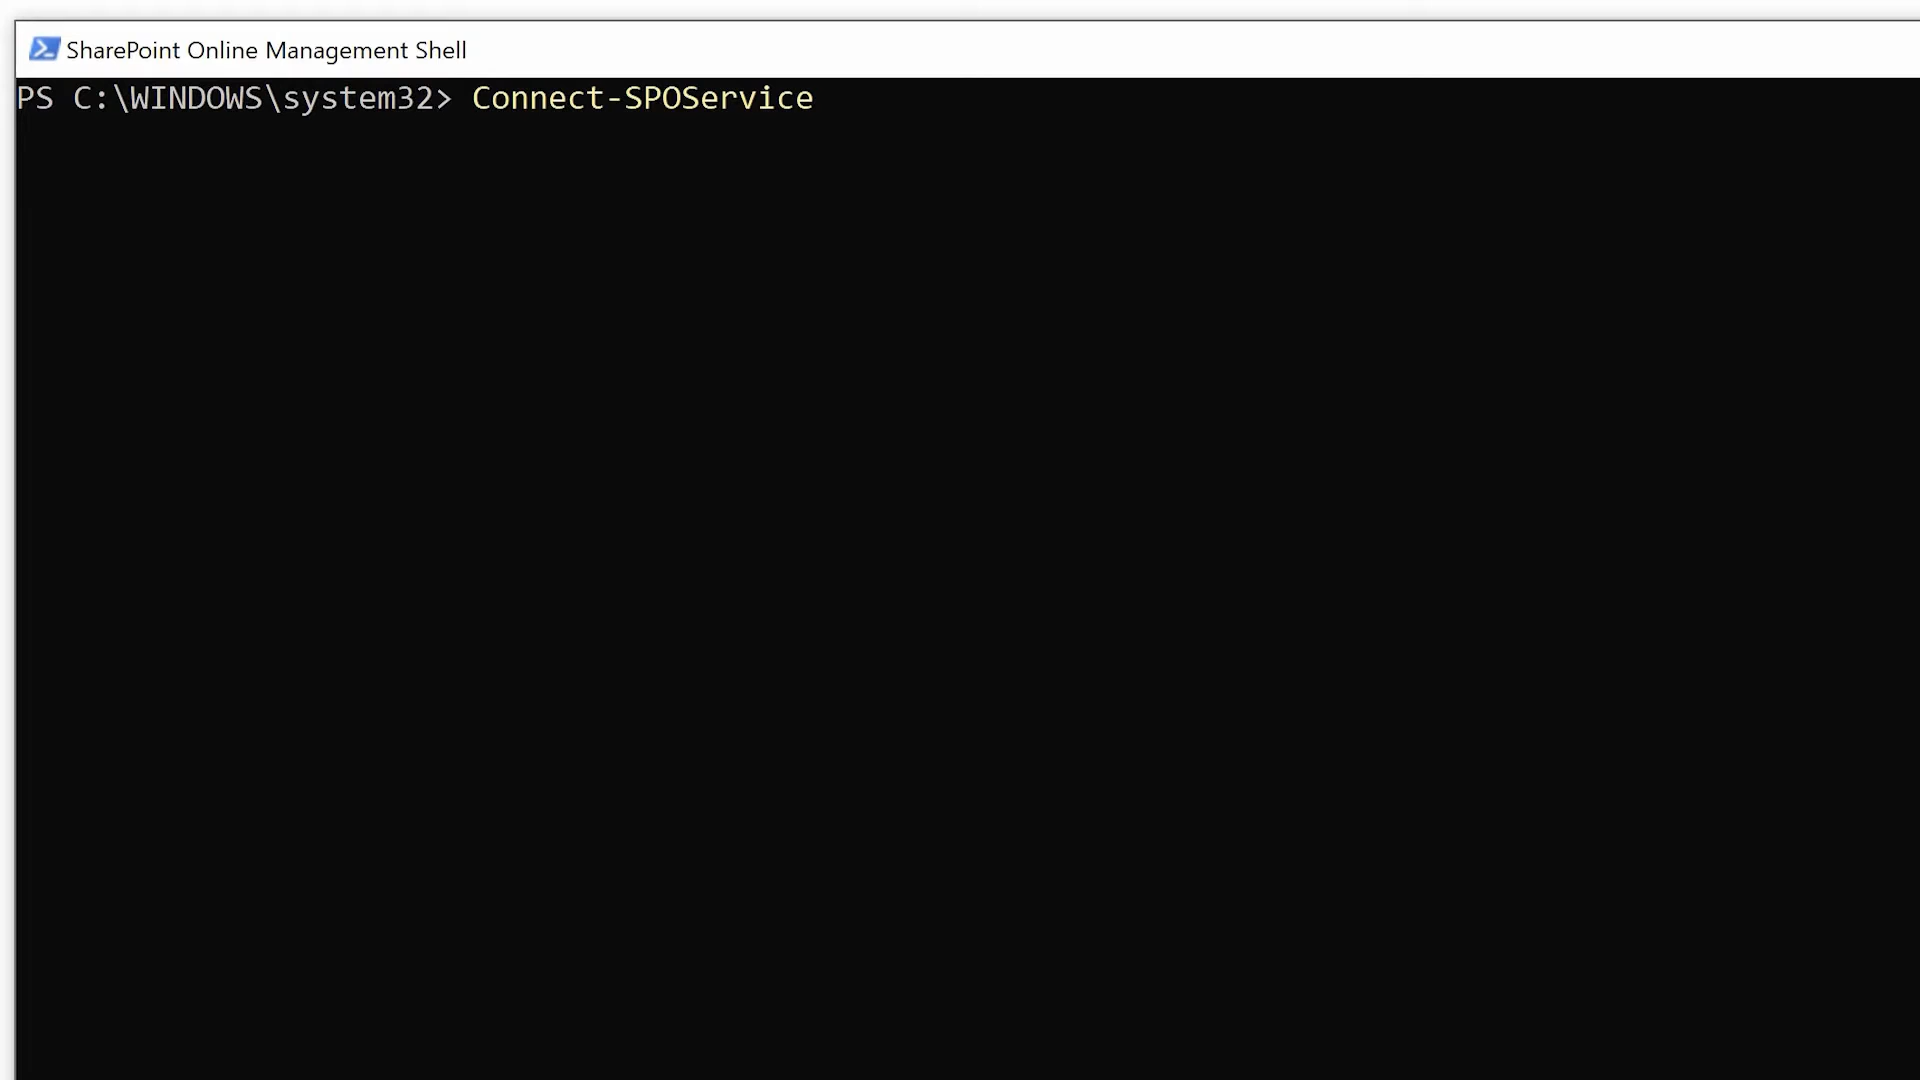 SharePoint Online Management Shell
PS C:\WINDOWS\system32> Connect-SPOService